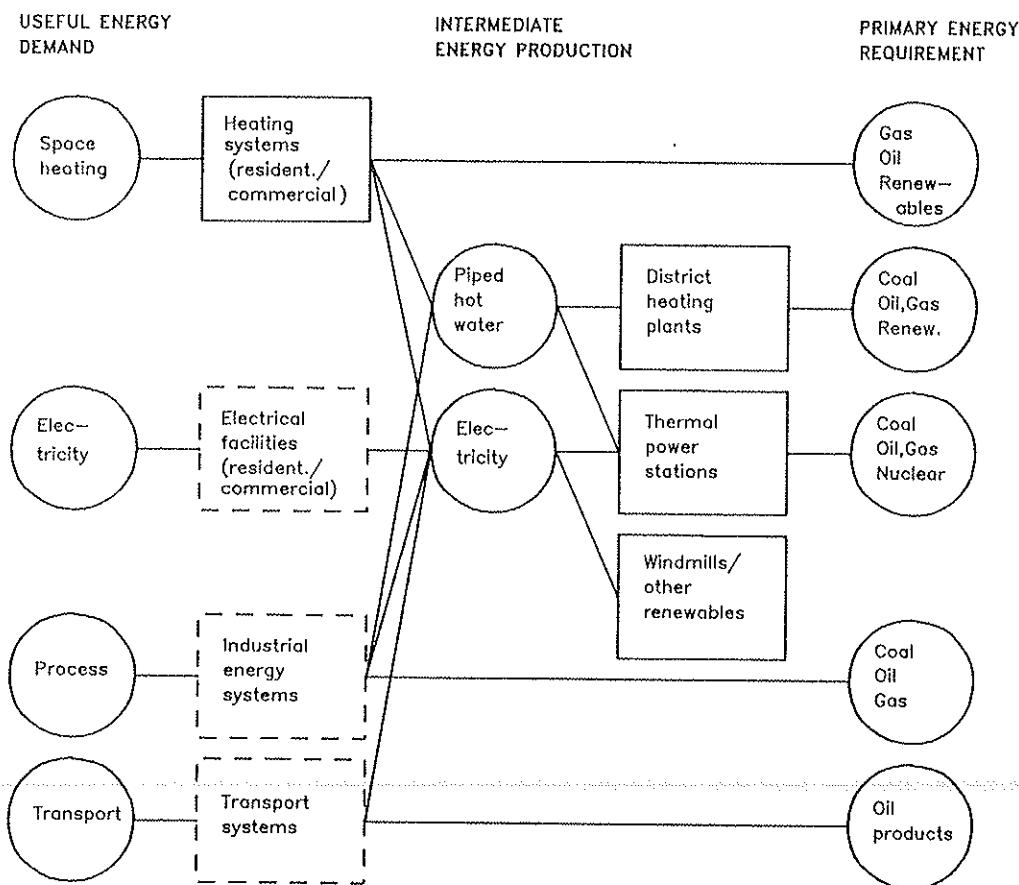 USEFUL ENERGY
DEMAND
INTERMEDIATE
ENERGY PRODUCTION
PRIMARY ENERGY
REQUIREMENT
Space
heating
Heating
systems
(resident./
commercial)
Gas
Oil
Renew-
ables
Piped
hot
water
District
heating
plants
Coal
Oil,Gas
Renew.
Elec-
tricity
Electrical
facilities
(resident./
commercial)
Elec-
tricity
Thermal
power
stations
Coal
Oil,Gas
Nuclear
Windmills/
other
renewables
Process
Industrial
energy
systems
Coal
Oil
Gas
Transport
Transport
systems
Oil
products